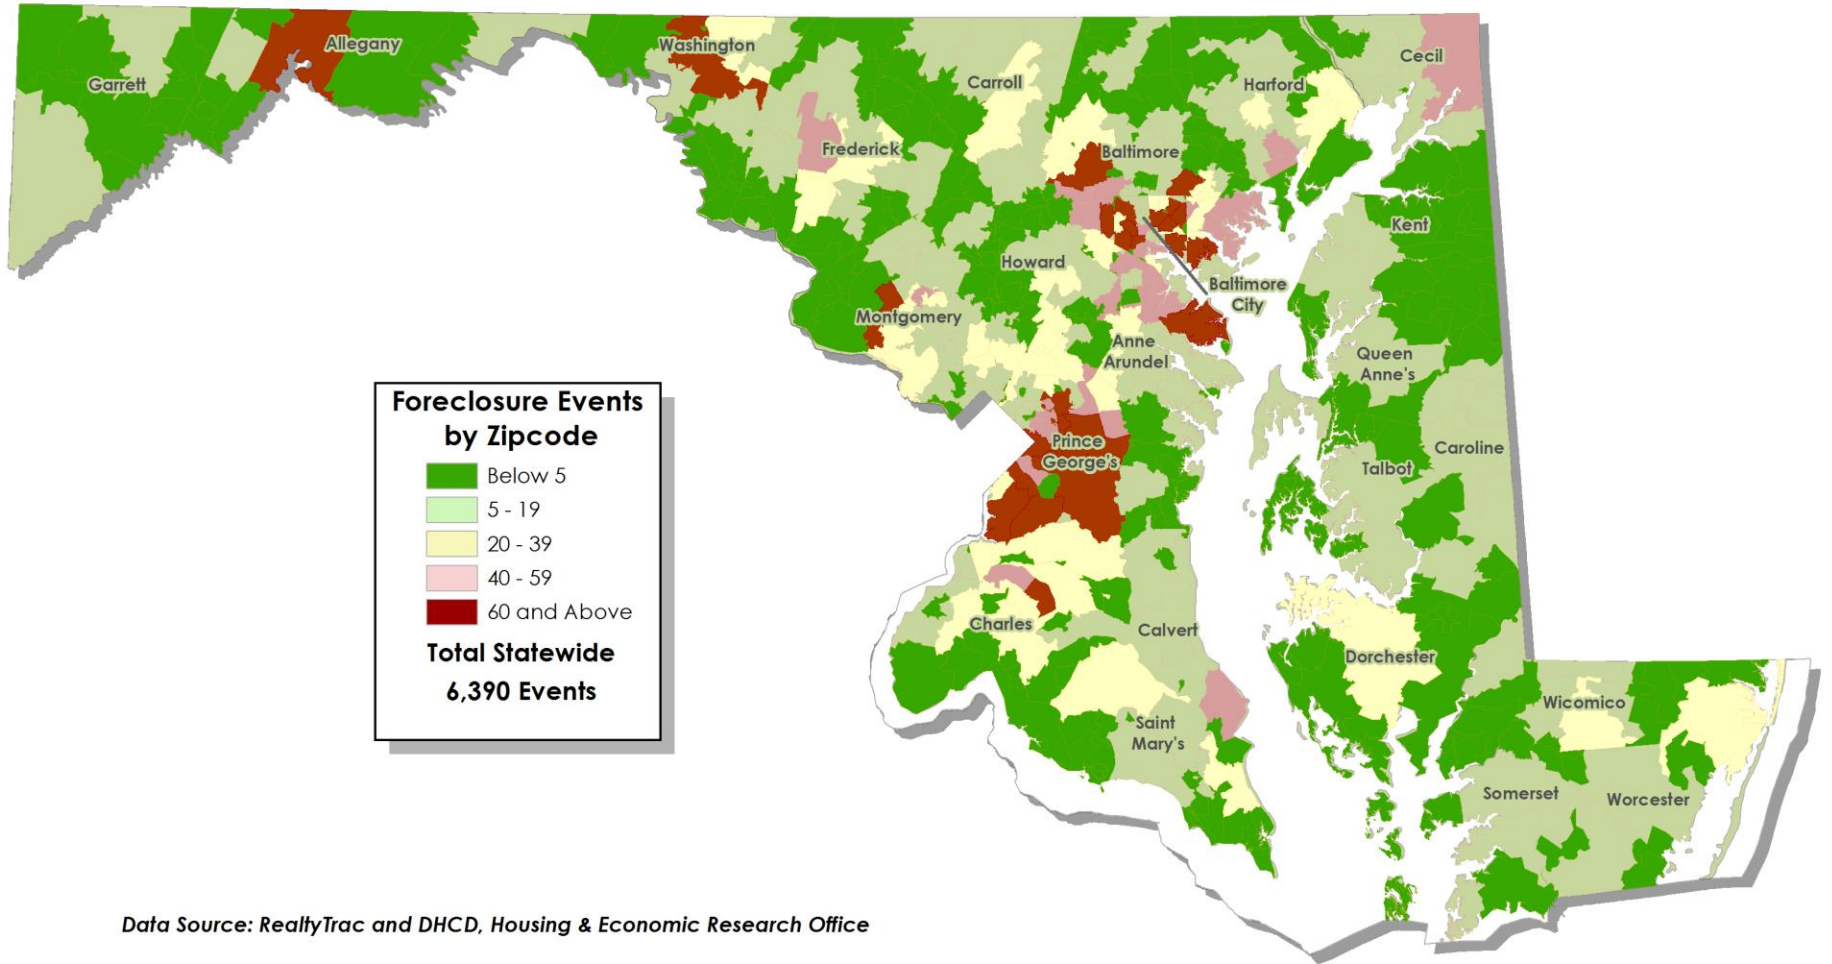 Garrett
Allegany
Washington
Frederick
Carroll
Baltimore
Harford
Cecil
Kent
Howard
Baltimore
City
Montgomery
Anne
Arundel
Queen
Anne's
Prince
George's
Talbot
Caroline
Charles
Calvert
Dorchester
Saint
Mary's
Wicomico
Somerset
Worcester
Foreclosure Events
by Zipcode
Below 5
5 - 19
20 - 39
40 - 59
60 and Above
Total Statewide
6,390 Events
Data Source: RealtyTrac and DHCD, Housing & Economic Research Office